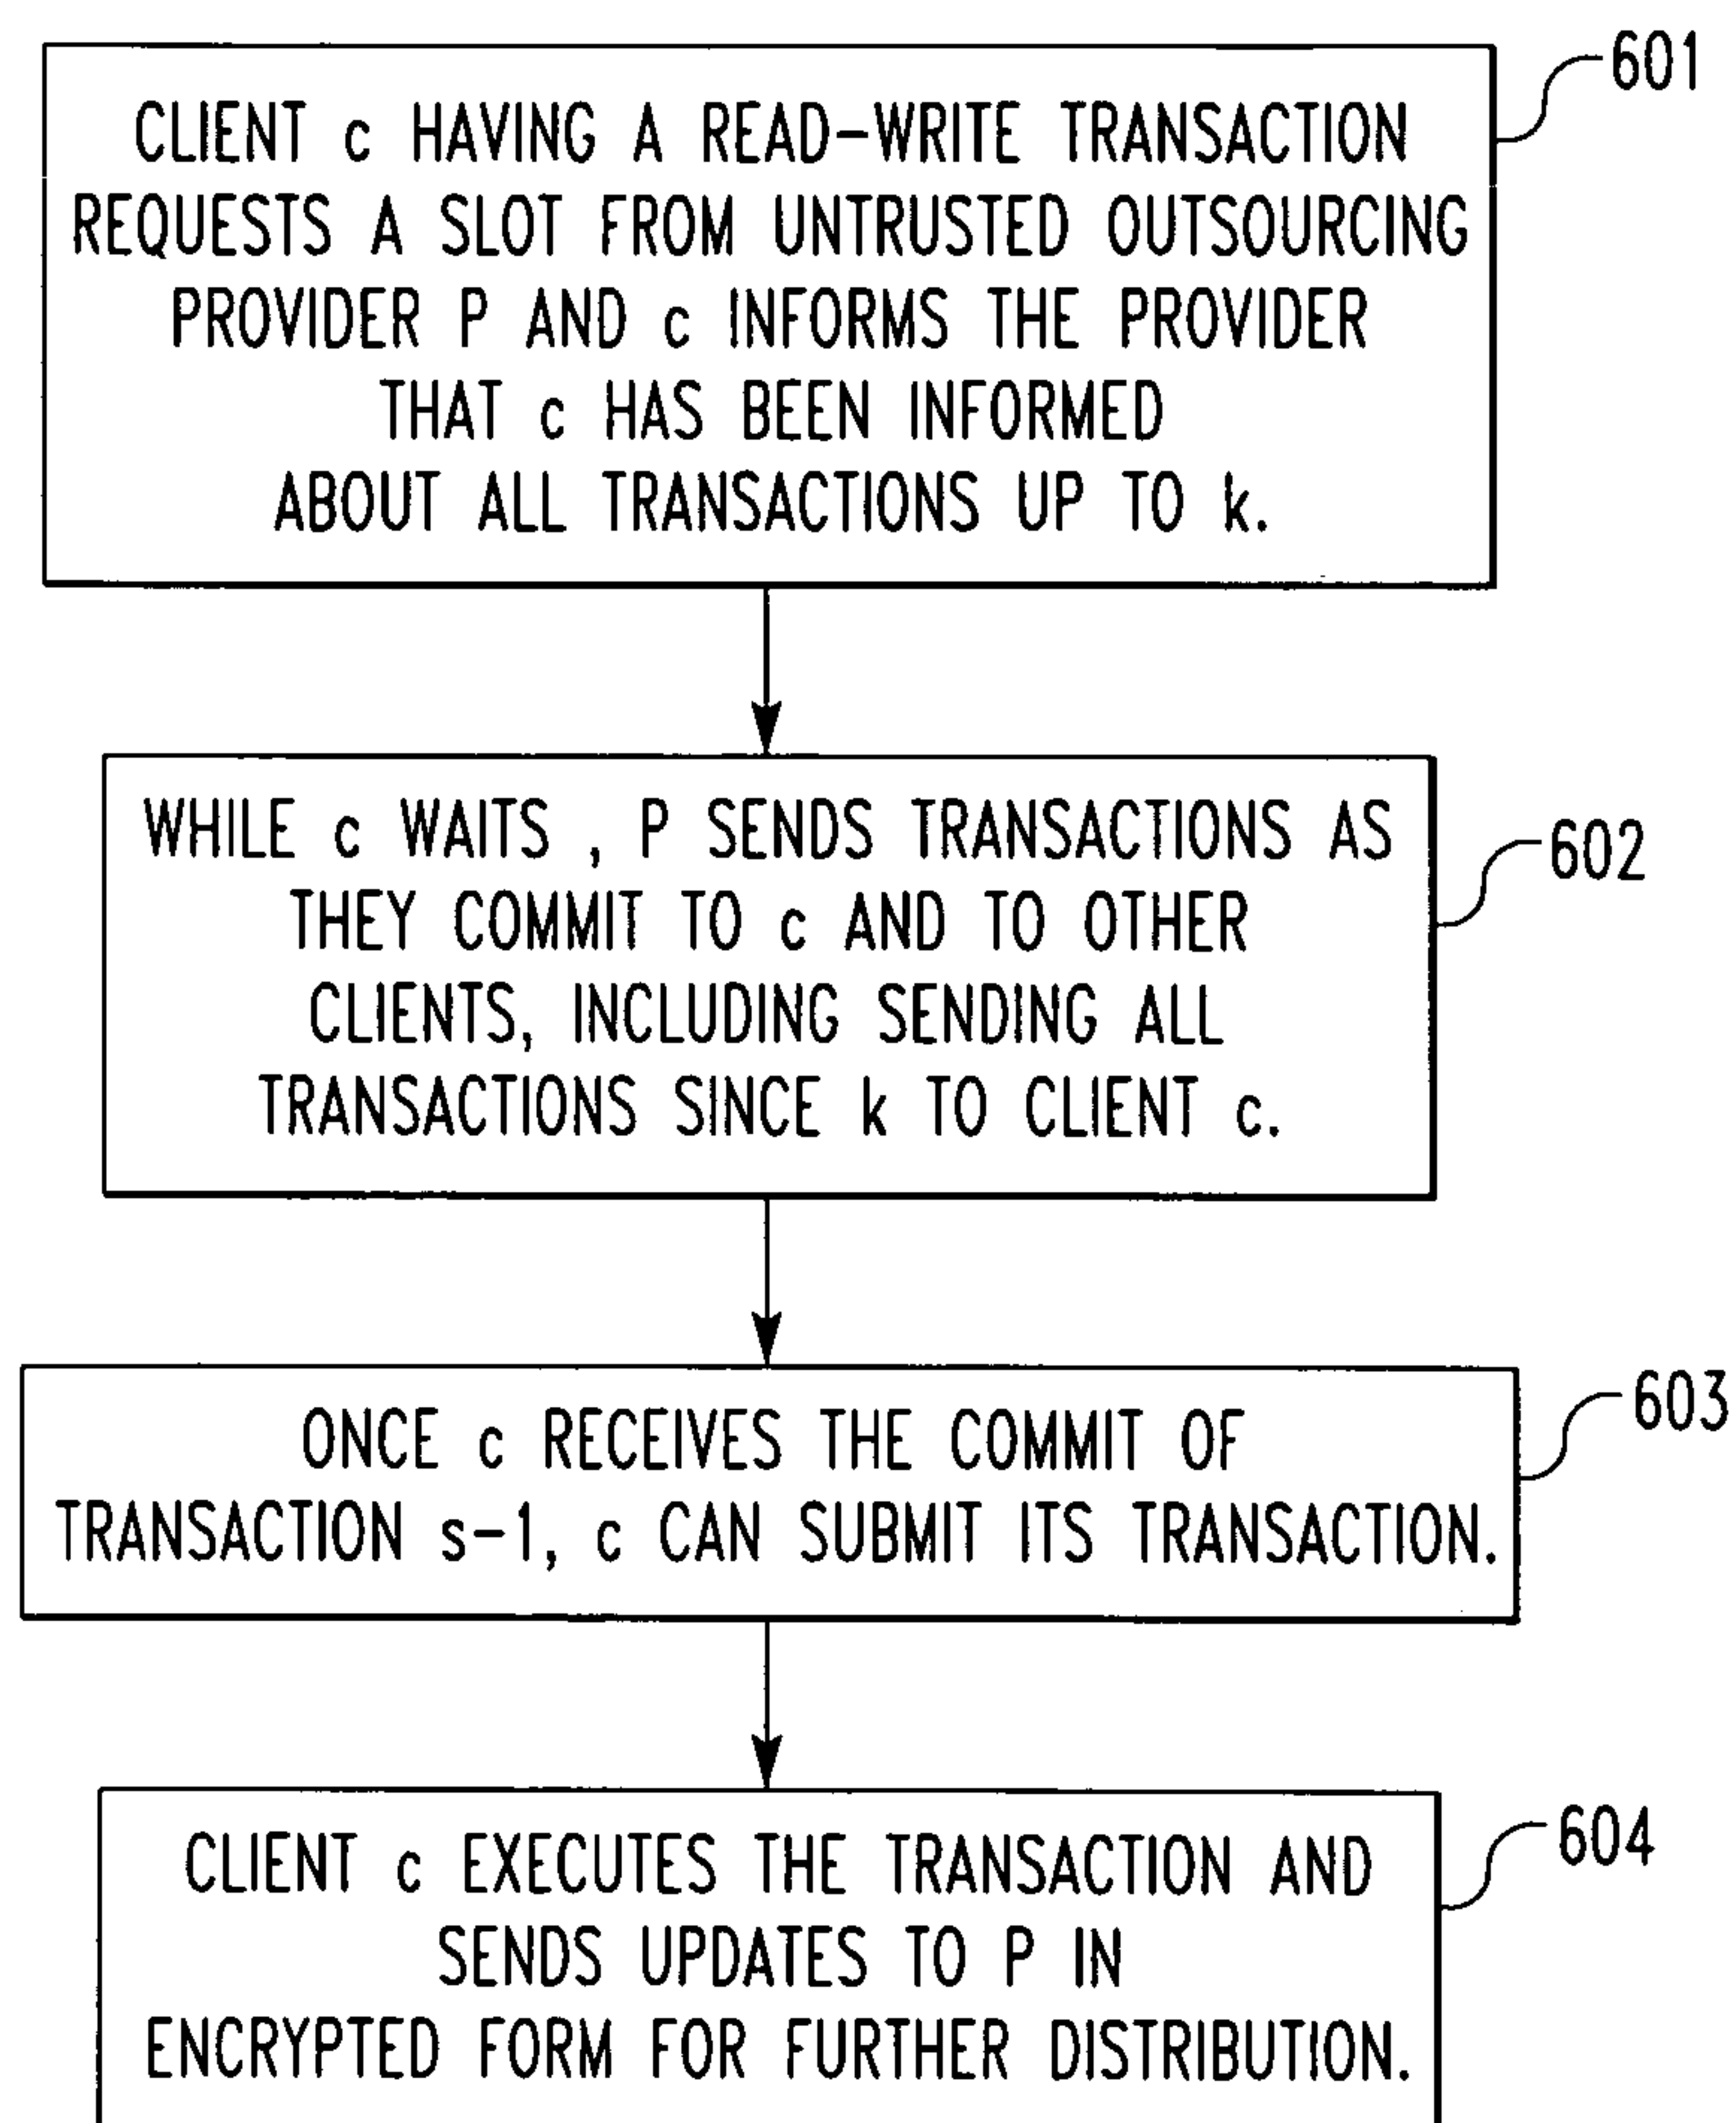 601
CLIENT c HAVING A READ-WRITE TRANSACTION
REQUESTS A SLOT FROM UNTRUSTED OUTSOURCING
PROVIDER P AND c INFORMS THE PROVIDER
THAT c HAS BEEN INFORMED
ABOUT ALL TRANSACTIONS UP TO k.
602
WHILE c WAITS , P SENDS TRANSACTIONS AS
THEY COMMIT TO c AND TO OTHER
CLIENTS, INCLUDING SENDING ALL
TRANSACTIONS SINCE k TO CLIENT c.
603
ONCE c RECEIVES THE COMMIT OF
TRANSACTION s-1, c CAN SUBMIT ITS TRANSACTION.
604
CLIENT c EXECUTES THE TRANSACTION AND
SENDS UPDATES TO P IN
ENCRYPTED FORM FOR FURTHER DISTRIBUTION.